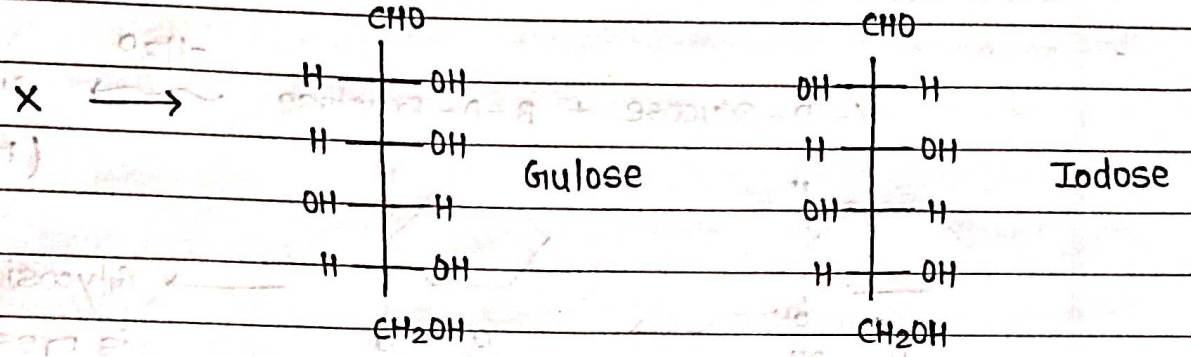 CHO CHO
H OH OH H
X → H OH H OH
Gulose Iodose
OH H OH H
H OH H OH
CH₂OH CH₂OH